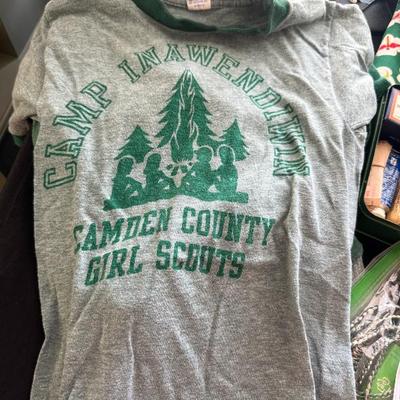 CAMP INAWENDIWIN
CAMDEN COUNTY
GIRL SCOUTS